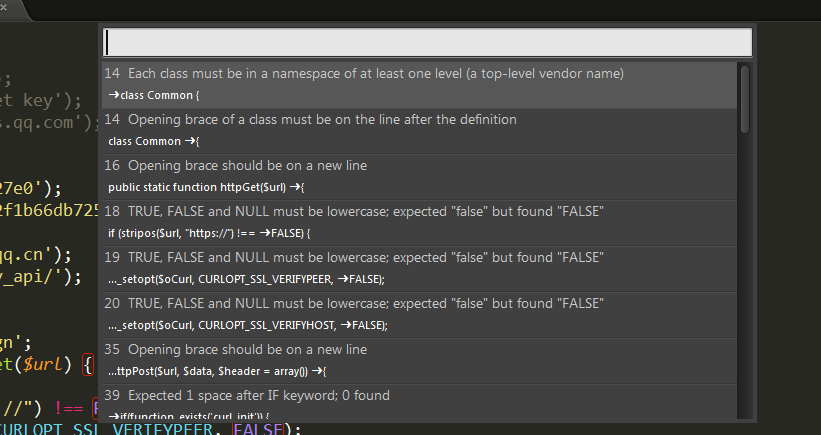 14 Each class must be in a namespace of at least one level (a top-level vendor name)
➔class Common {
14 Opening brace of a class must be on the line after the definition
class Common ➔{
16 Opening brace should be on a new line
public static function httpGet($url) ➔{
18 TRUE, FALSE and NULL must be lowercase; expected "false" but found "FALSE"
if (stripos($url, "https://") !== ➔FALSE) {
19 TRUE, FALSE and NULL must be lowercase; expected "false" but found "FALSE"
..._setopt($oCurl, CURLOPT_SSL_VERIFYPEER, ➔FALSE);
20 TRUE, FALSE and NULL must be lowercase; expected "false" but found "FALSE"
..._setopt($oCurl, CURLOPT_SSL_VERIFYHOST, ➔FALSE);
35 Opening brace should be on a new line
...ttpPost($url, $data, $header = array()) ➔{
39 Expected 1 space after IF keyword; 0 found
➔if(function_exists('curl_init')) {
;
et key');
s.qq.com');
27e0');
2f1b66db725
qq.cn');
y_api/');
gn';
et($url) {
//") !== F
CURLOPT_SSL_VERIFYPEER, FALSE);